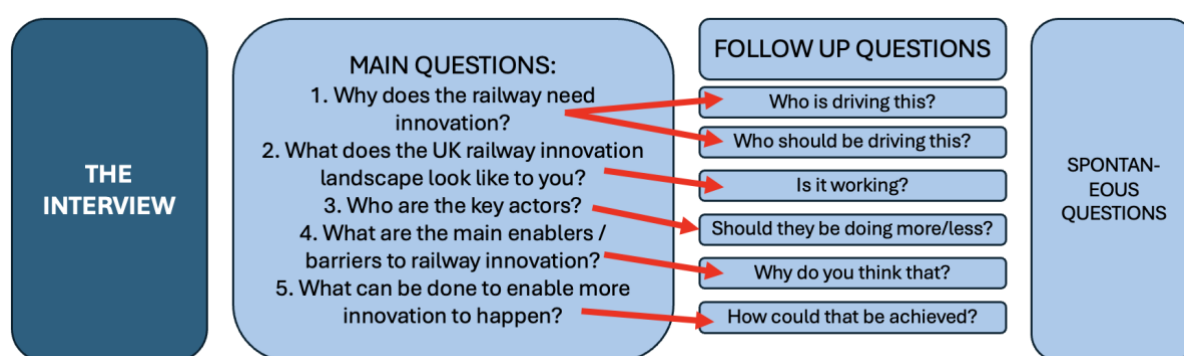 THE
INTERVIEW
MAIN QUESTIONS:
1. Why does the railway need
innovation?
2. What does the UK railway innovation
landscape look like to you?
3. Who are the key actors?
4. What are the main enablers /
barriers to railway innovation?
5. What can be done to enable more
innovation to happen?
FOLLOW UP QUESTIONS
Who is driving this?
Who should be driving this?
Is it working?
Should they be doing more/less?
Why do you think that?
How could that be achieved?
SPONTAN-
EOUS
QUESTIONS